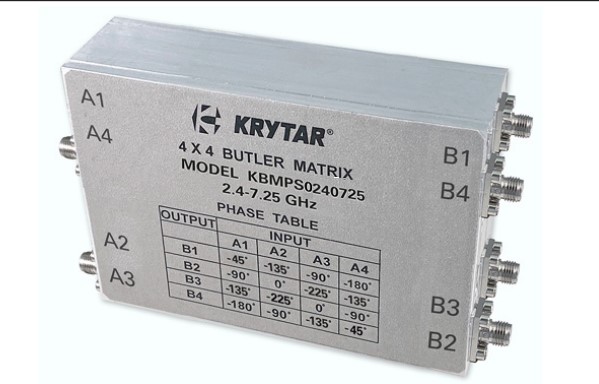 A1
A4
KRYTAR®
4 X 4 BUTLER MATRIX
MODEL KBMPS0240725
2.4-7.25 GHz
PHASE TABLE
OUTPUT INPUT
A1 A2 A3 A4
B1 -45° -135° -90° -180°
B2 -90° 0° -225° -135°
B3 -135° -225° 0° -90°
B4 -180° -90° -135° -45°
A2
A3
B1
B4
B3
B2